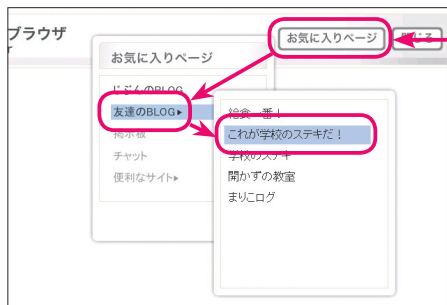 ブラウザ
r
お気に入りページ
閉じる
お気に入りページ
じぶんのBLOG
友達のBLOG▸
掲示板
チャット
便利なサイト▸
給食一番！
これが学校のステキだ！
学校のステキ
開かずの教室
まりこログ